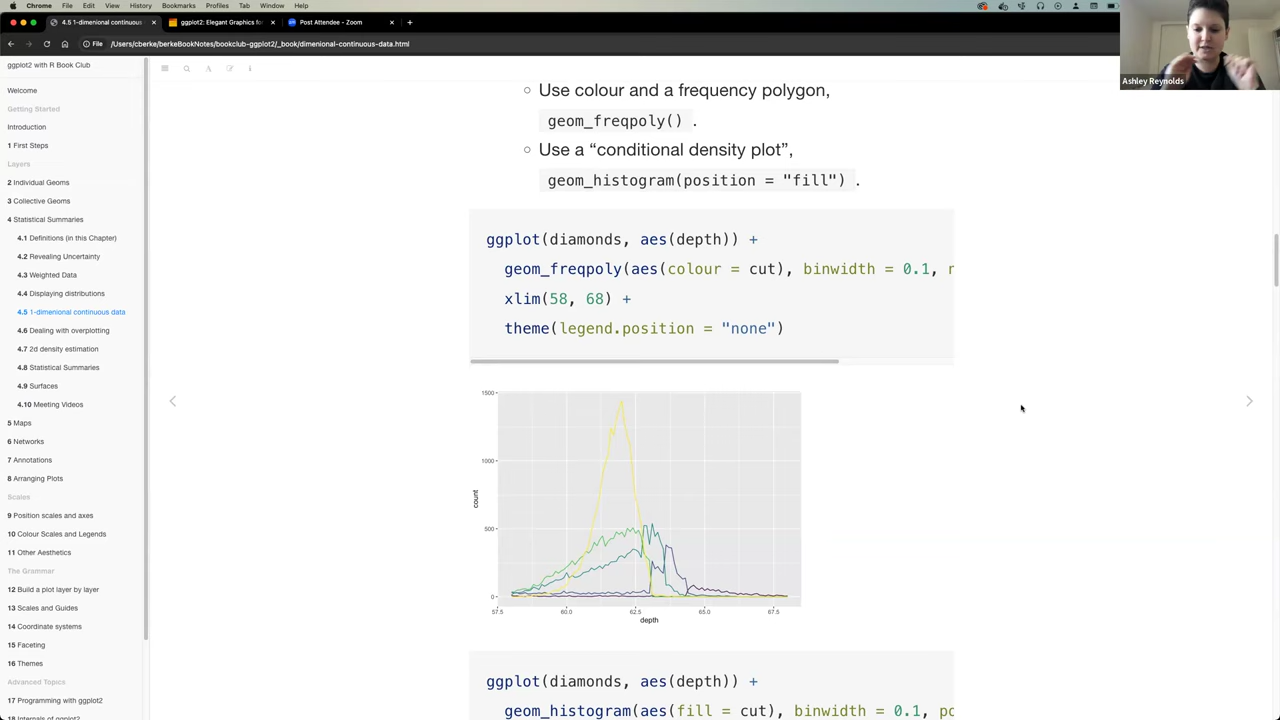 Chrome File Edit View History Bookmarks Profiles Tab Window Help
4.5 1-dimenional continuous
ggplot2: Elegant Graphics for
Post Attendee - Zoom
File /Users/cberke/berkeBookNotes/bookclub-ggplot2/_book/dimenional-continuous-data.html
Ashley Reynolds
ggplot2 with R Book Club
Welcome
Getting Started
Introduction
1 First Steps
Layers
2 Individual Geoms
3 Collective Geoms
4 Statistical Summaries
4.1 Definitions (in this Chapter)
4.2 Revealing Uncertainty
4.3 Weighted Data
4.4 Displaying distributions
4.5 1-dimenional continuous data
4.6 Dealing with overplotting
4.7 2d density estimation
4.8 Statistical Summaries
4.9 Surfaces
4.10 Meeting Videos
5 Maps
6 Networks
7 Annotations
8 Arranging Plots
Scales
9 Position scales and axes
10 Colour Scales and Legends
11 Other Aesthetics
The Grammar
12 Build a plot layer by layer
13 Scales and Guides
14 Coordinate systems
15 Faceting
16 Themes
Advanced Topics
17 Programming with ggplot2
18 Internals of ggplot2
Use colour and a frequency polygon,
geom_freqpoly() .
Use a “conditional density plot”,
geom_histogram(position = "fill") .
ggplot(diamonds, aes(depth)) +
geom_freqpoly(aes(colour = cut), binwidth = 0.1, r
xlim(58, 68) +
theme(legend.position = "none")
1500
1000
500
0
count
57.5 60.0 62.5 65.0 67.5
depth
ggplot(diamonds, aes(depth)) +
geom_histogram(aes(fill = cut), binwidth = 0.1, po